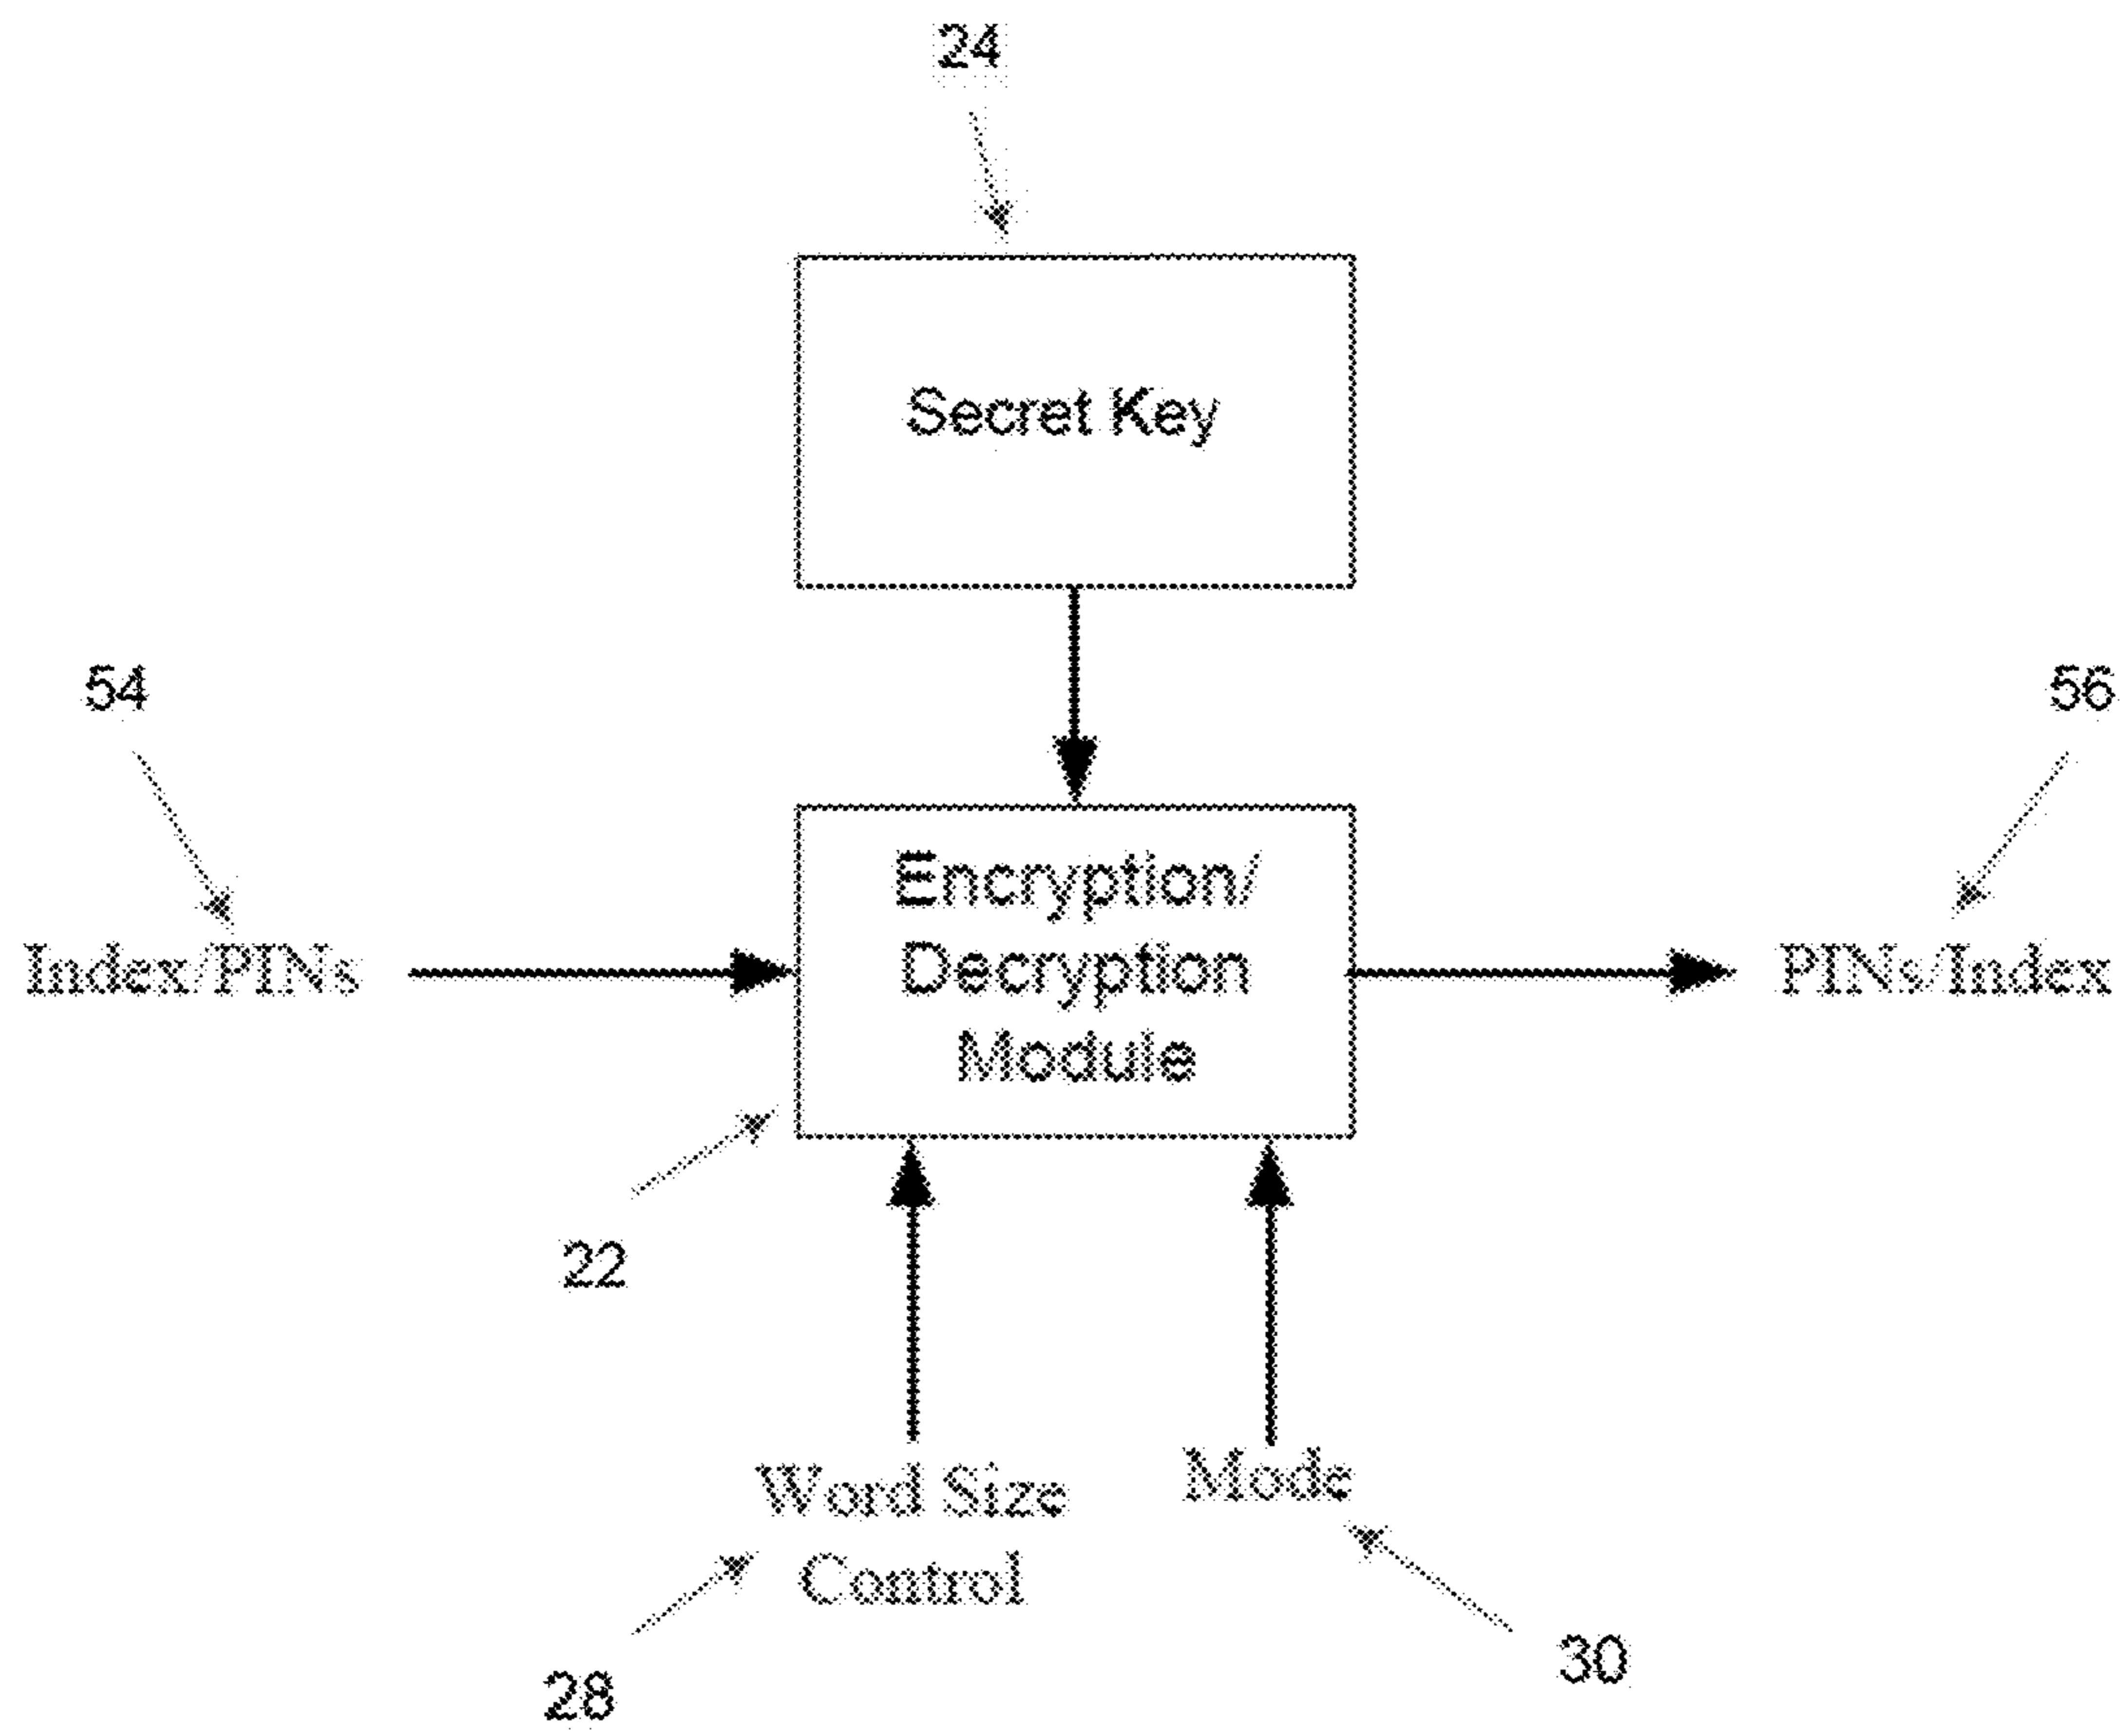 24
Secret Key
54
56
Encryption/
Decryption
Module
Index/PINs
PINs/Index
22
Word Size
Control
Mode
28
30